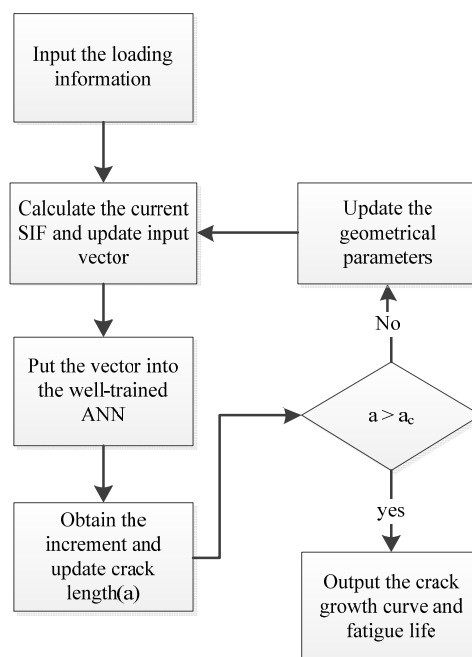 Input the loading
information
Calculate the current
SIF and update input
vector
Update the
geometrical
parameters
Put the vector into
the well-trained
ANN
No
a > ac
Obtain the
increment and
update crack
length(a)
yes
Output the crack
growth curve and
fatigue life